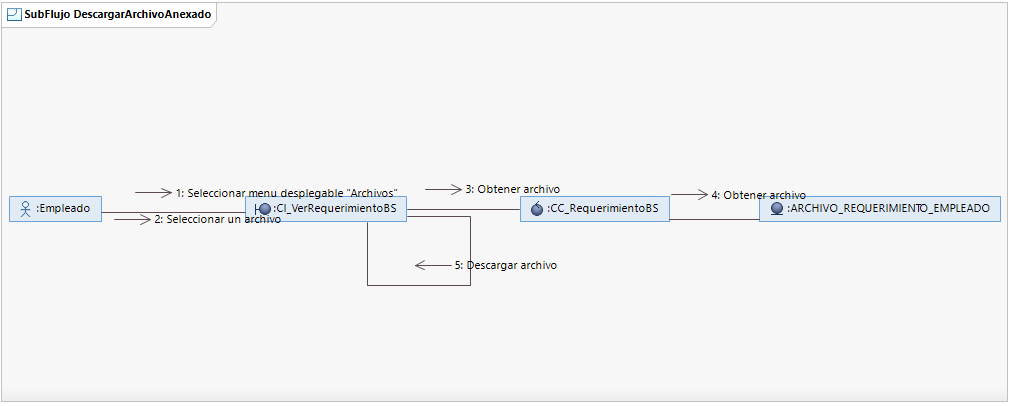 SubFlujo DescargarArchivoAnexado
1: Seleccionar menu desplegable "Archivos"
3: Obtener archivo
4: Obtener archivo
:Empleado
:CI_VerRequerimientoBS
:CC_RequerimientoBS
:ARCHIVO_REQUERIMIENTO_EMPLEADO
2: Seleccionar un archivo
5: Descargar archivo